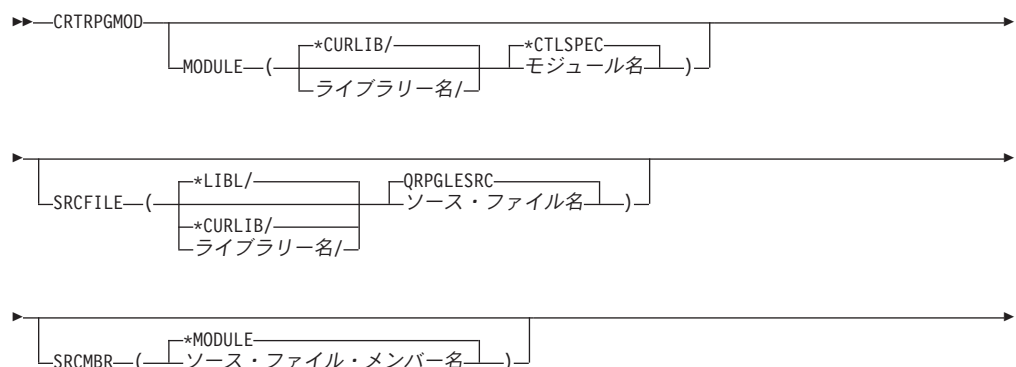 CRTRPGMOD
*CURLIB/ *CTLSPEC
MODULE ( モジュール名 )
ライブラリー名/
*LIBL/ QRPGLESRC
SRCFILE ( ソース・ファイル名 )
*CURLIB/
ライブラリー名/
*MODULE
SRCMBR ( ソース・ファイル・メンバー名 )